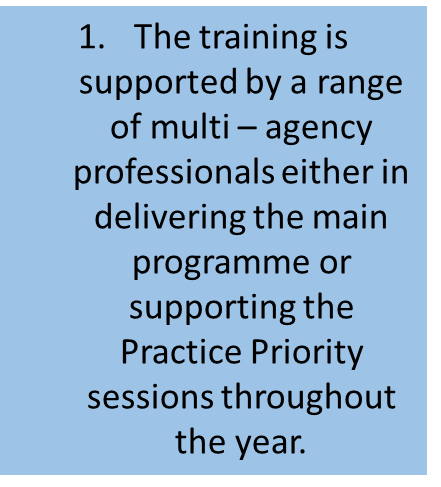 1. The training is
supported by a range
of multi – agency
professionals either in
delivering the main
programme or
supporting the
Practice Priority
sessions throughout
the year.